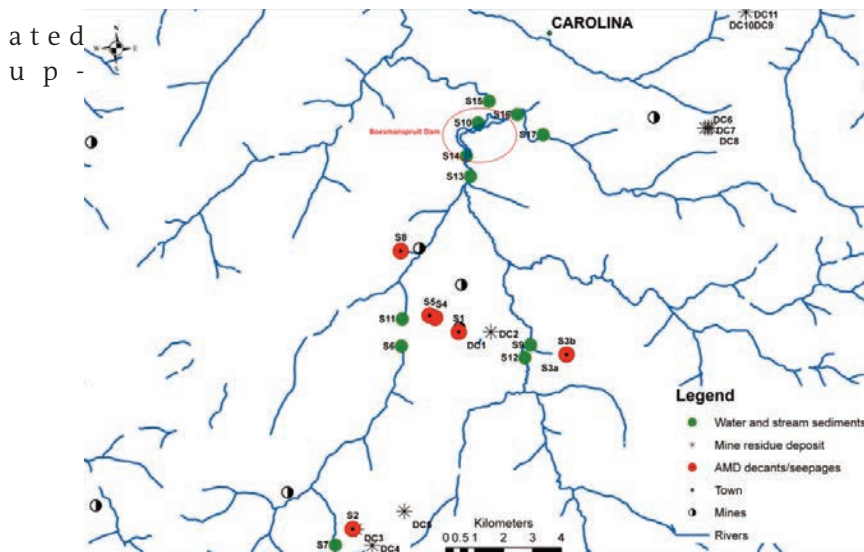 ated
up-
CAROLINA
DC11
DC10DC9
N
W E
S
S15
S16
S10
Boesmanspruit Dam
DC6
DC7
DC8
S17
S14
S13
S8
S5 S4
S1
S11
DC2
DC1
S9
S3b
S6
S12
S3a
Legend
Water and stream sediments
Mine residue deposit
AMD decants/seepages
Town
Mines
Rivers
DC5
Kilometers
0 0.5 1 2 3 4
S2
DC3
S7
DC4